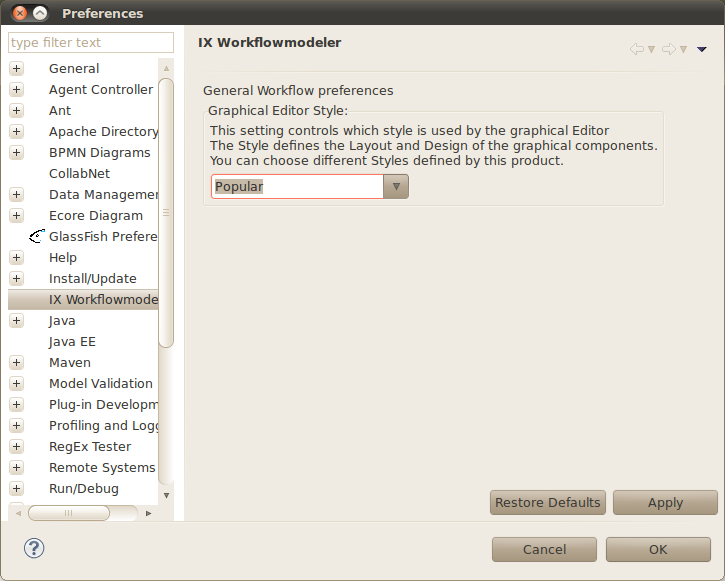 Preferences
type filter text
General
Agent Controller
Ant
Apache Directory
BPMN Diagrams
CollabNet
Data Managemer
Ecore Diagram
GlassFish Prefere
Help
Install/Update
IX Workflowmode
Java
Java EE
Maven
Model Validation
Plug-in Developm
Profiling and Logg
RegEx Tester
Remote Systems
Run/Debug
IX Workflowmodeler
General Workflow preferences
Graphical Editor Style:
This setting controls which style is used by the graphical Editor
The Style defines the Layout and Design of the graphical components.
You can choose different Styles defined by this product.
Popular
Restore Defaults
Apply
?
Cancel
OK